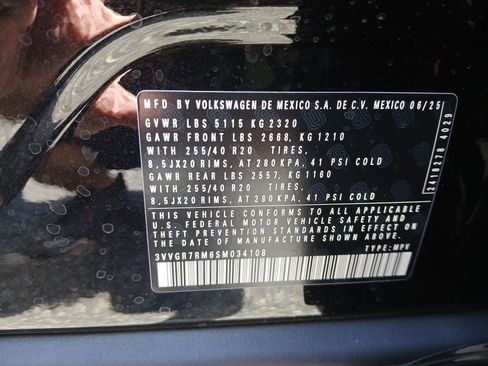 MFD BY VOLKSWAGEN DE MEXICO S.A. DE C.V. MEXICO 06/25
GVWR LBS 5115 KG 2320
GAWR FRONT LBS 2668, KG 1210
WITH 255/40 R20 TIRES,
8,5JX20 RIMS, AT 280 KPA, 41 PSI COLD
GAWR REAR LBS 2557, KG 1160
WITH 255/40 R20 TIRES,
8,5JX20 RIMS, AT 280 KPA, 41 PSI COLD
THIS VEHICLE CONFORMS TO ALL APPLICABLE
U.S. FEDERAL MOTOR VEHICLE SAFETY AND
THEFT PREVENTION STANDARDS IN EFFECT ON
THE DATE OF MANUFACTURE SHOWN ABOVE
3VVGR7RM6SM034108 TYPE: MPV
2418278 4029